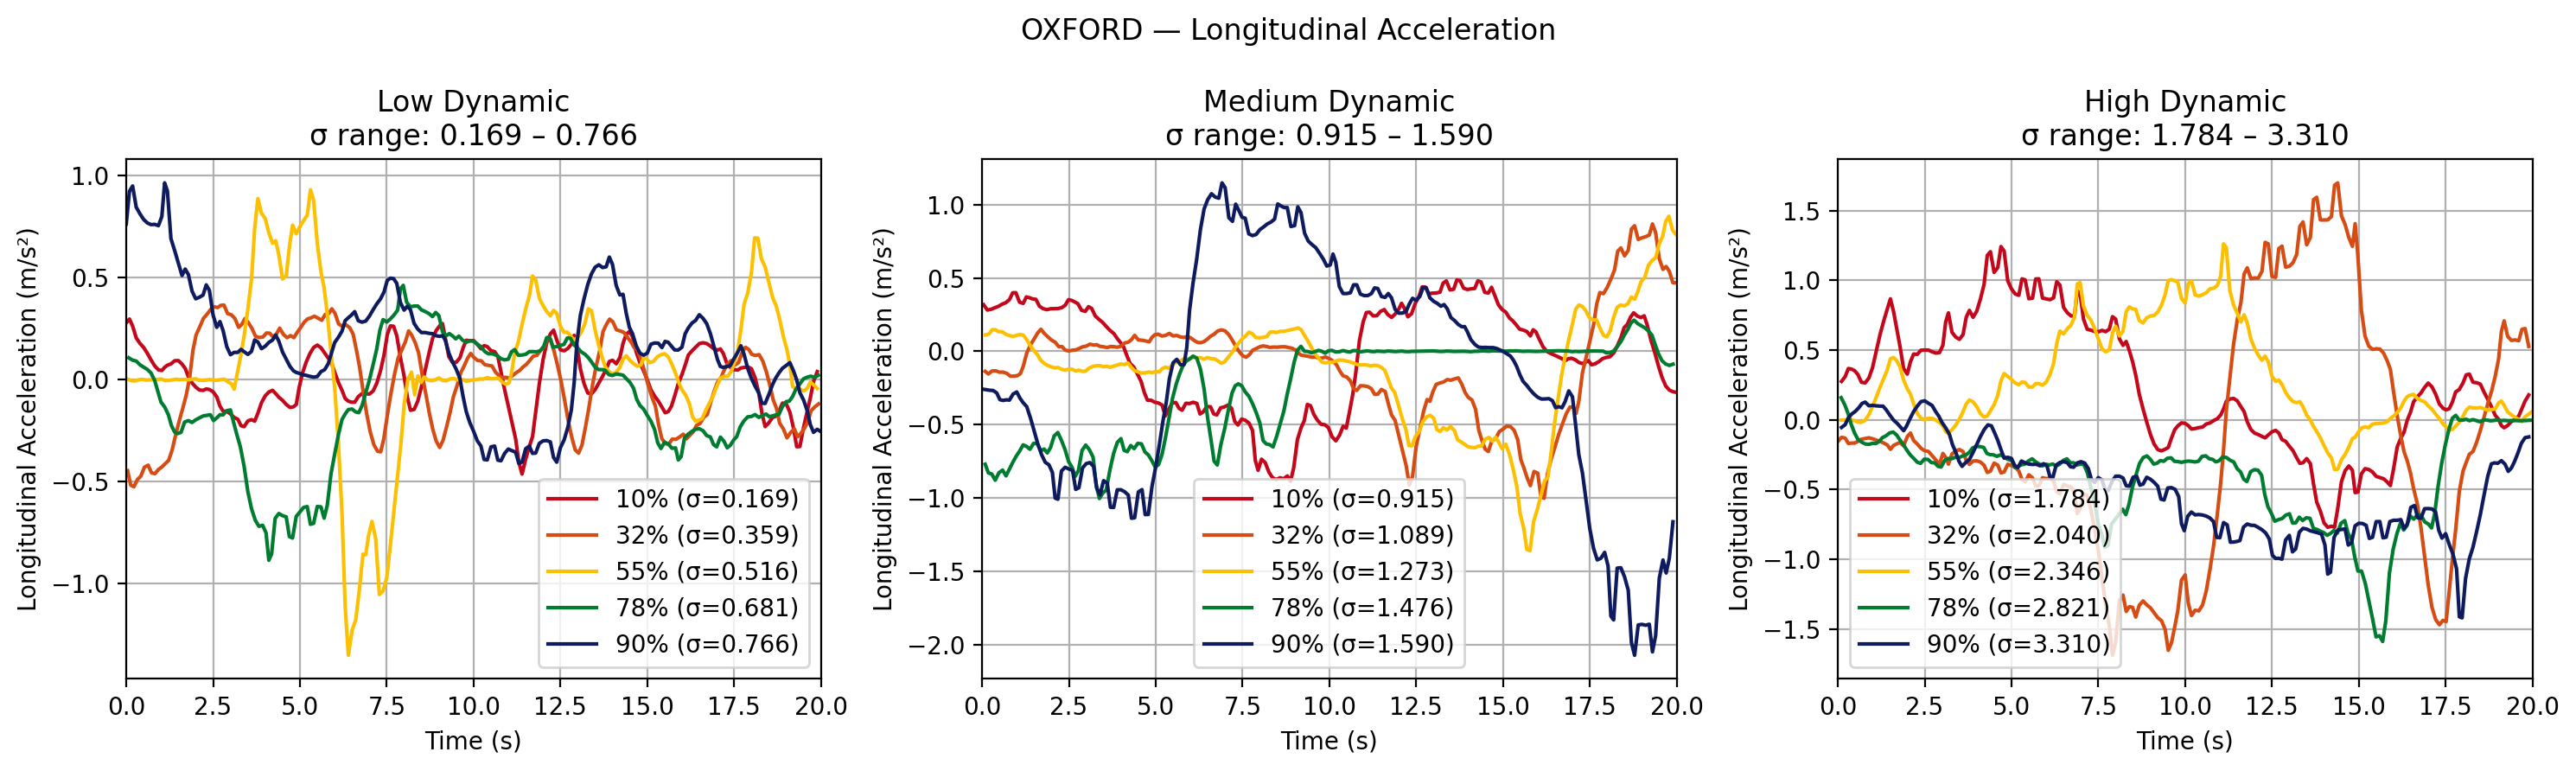 OXFORD — Longitudinal Acceleration
Low Dynamic
σ range: 0.169 – 0.766
Longitudinal Acceleration (m/s²)
1.0
0.5
0.0
−0.5
−1.0
10% (σ=0.169)
32% (σ=0.359)
55% (σ=0.516)
78% (σ=0.681)
90% (σ=0.766)
0.0 2.5 5.0 7.5 10.0 12.5 15.0 17.5 20.0
Time (s)
Medium Dynamic
σ range: 0.915 – 1.590
Longitudinal Acceleration (m/s²)
1.0
0.5
0.0
−0.5
−1.0
−1.5
−2.0
10% (σ=0.915)
32% (σ=1.089)
55% (σ=1.273)
78% (σ=1.476)
90% (σ=1.590)
0.0 2.5 5.0 7.5 10.0 12.5 15.0 17.5 20.0
Time (s)
High Dynamic
σ range: 1.784 – 3.310
Longitudinal Acceleration (m/s²)
1.5
1.0
0.5
0.0
−0.5
−1.0
−1.5
10% (σ=1.784)
32% (σ=2.040)
55% (σ=2.346)
78% (σ=2.821)
90% (σ=3.310)
0.0 2.5 5.0 7.5 10.0 12.5 15.0 17.5 20.0
Time (s)